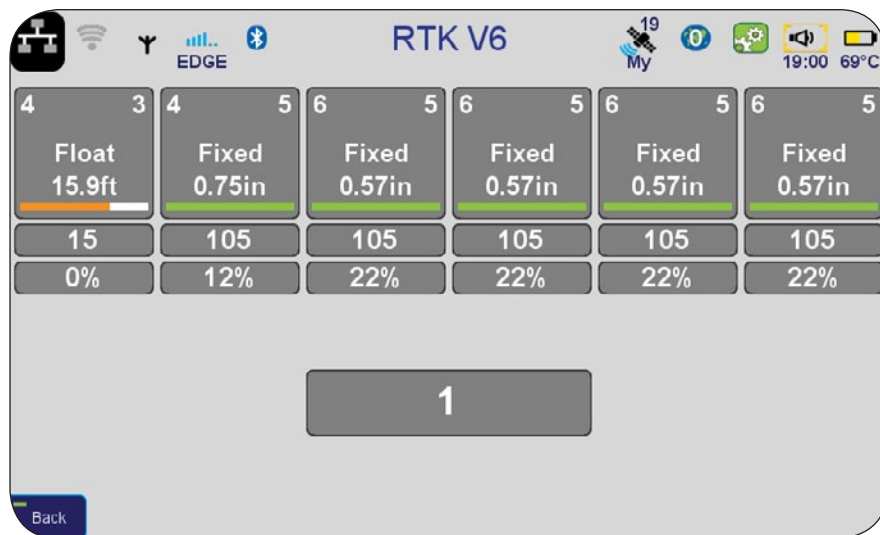 RTK V6
EDGE
19
My
0
19:00 69°C
4 3 4 5 6 5 6 5 6 5 6 5
Float Fixed Fixed Fixed Fixed Fixed
15.9ft 0.75in 0.57in 0.57in 0.57in 0.57in
15 105 105 105 105 105
0% 12% 22% 22% 22% 22%
1
Back